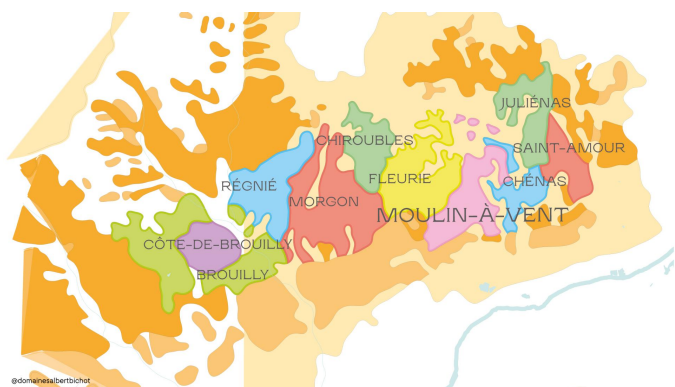 JULIÉNAS
CHIROUBLES
SAINT-AMOUR
FLEURIE
CHÉNAS
RÉGNIÉ
MORGON
MOULIN-À-VENT
CÔTE-DE-BROUILLY
BROUILLY
@domainesalbertbichot